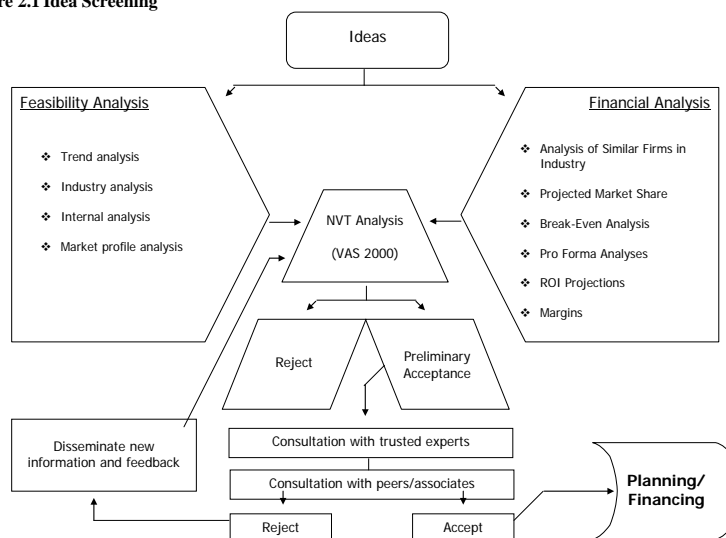 re 2.1 Idea Screening
Ideas
Feasibility Analysis
❖ Trend analysis
❖ Industry analysis
❖ Internal analysis
❖ Market profile analysis
Financial Analysis
❖ Analysis of Similar Firms in
Industry
❖ Projected Market Share
❖ Break-Even Analysis
❖ Pro Forma Analyses
❖ ROI Projections
❖ Margins
NVT Analysis
(VAS 2000)
Reject
Preliminary
Acceptance
Consultation with trusted experts
Consultation with peers/associates
Disseminate new
information and feedback
Reject
Accept
Planning/
Financing